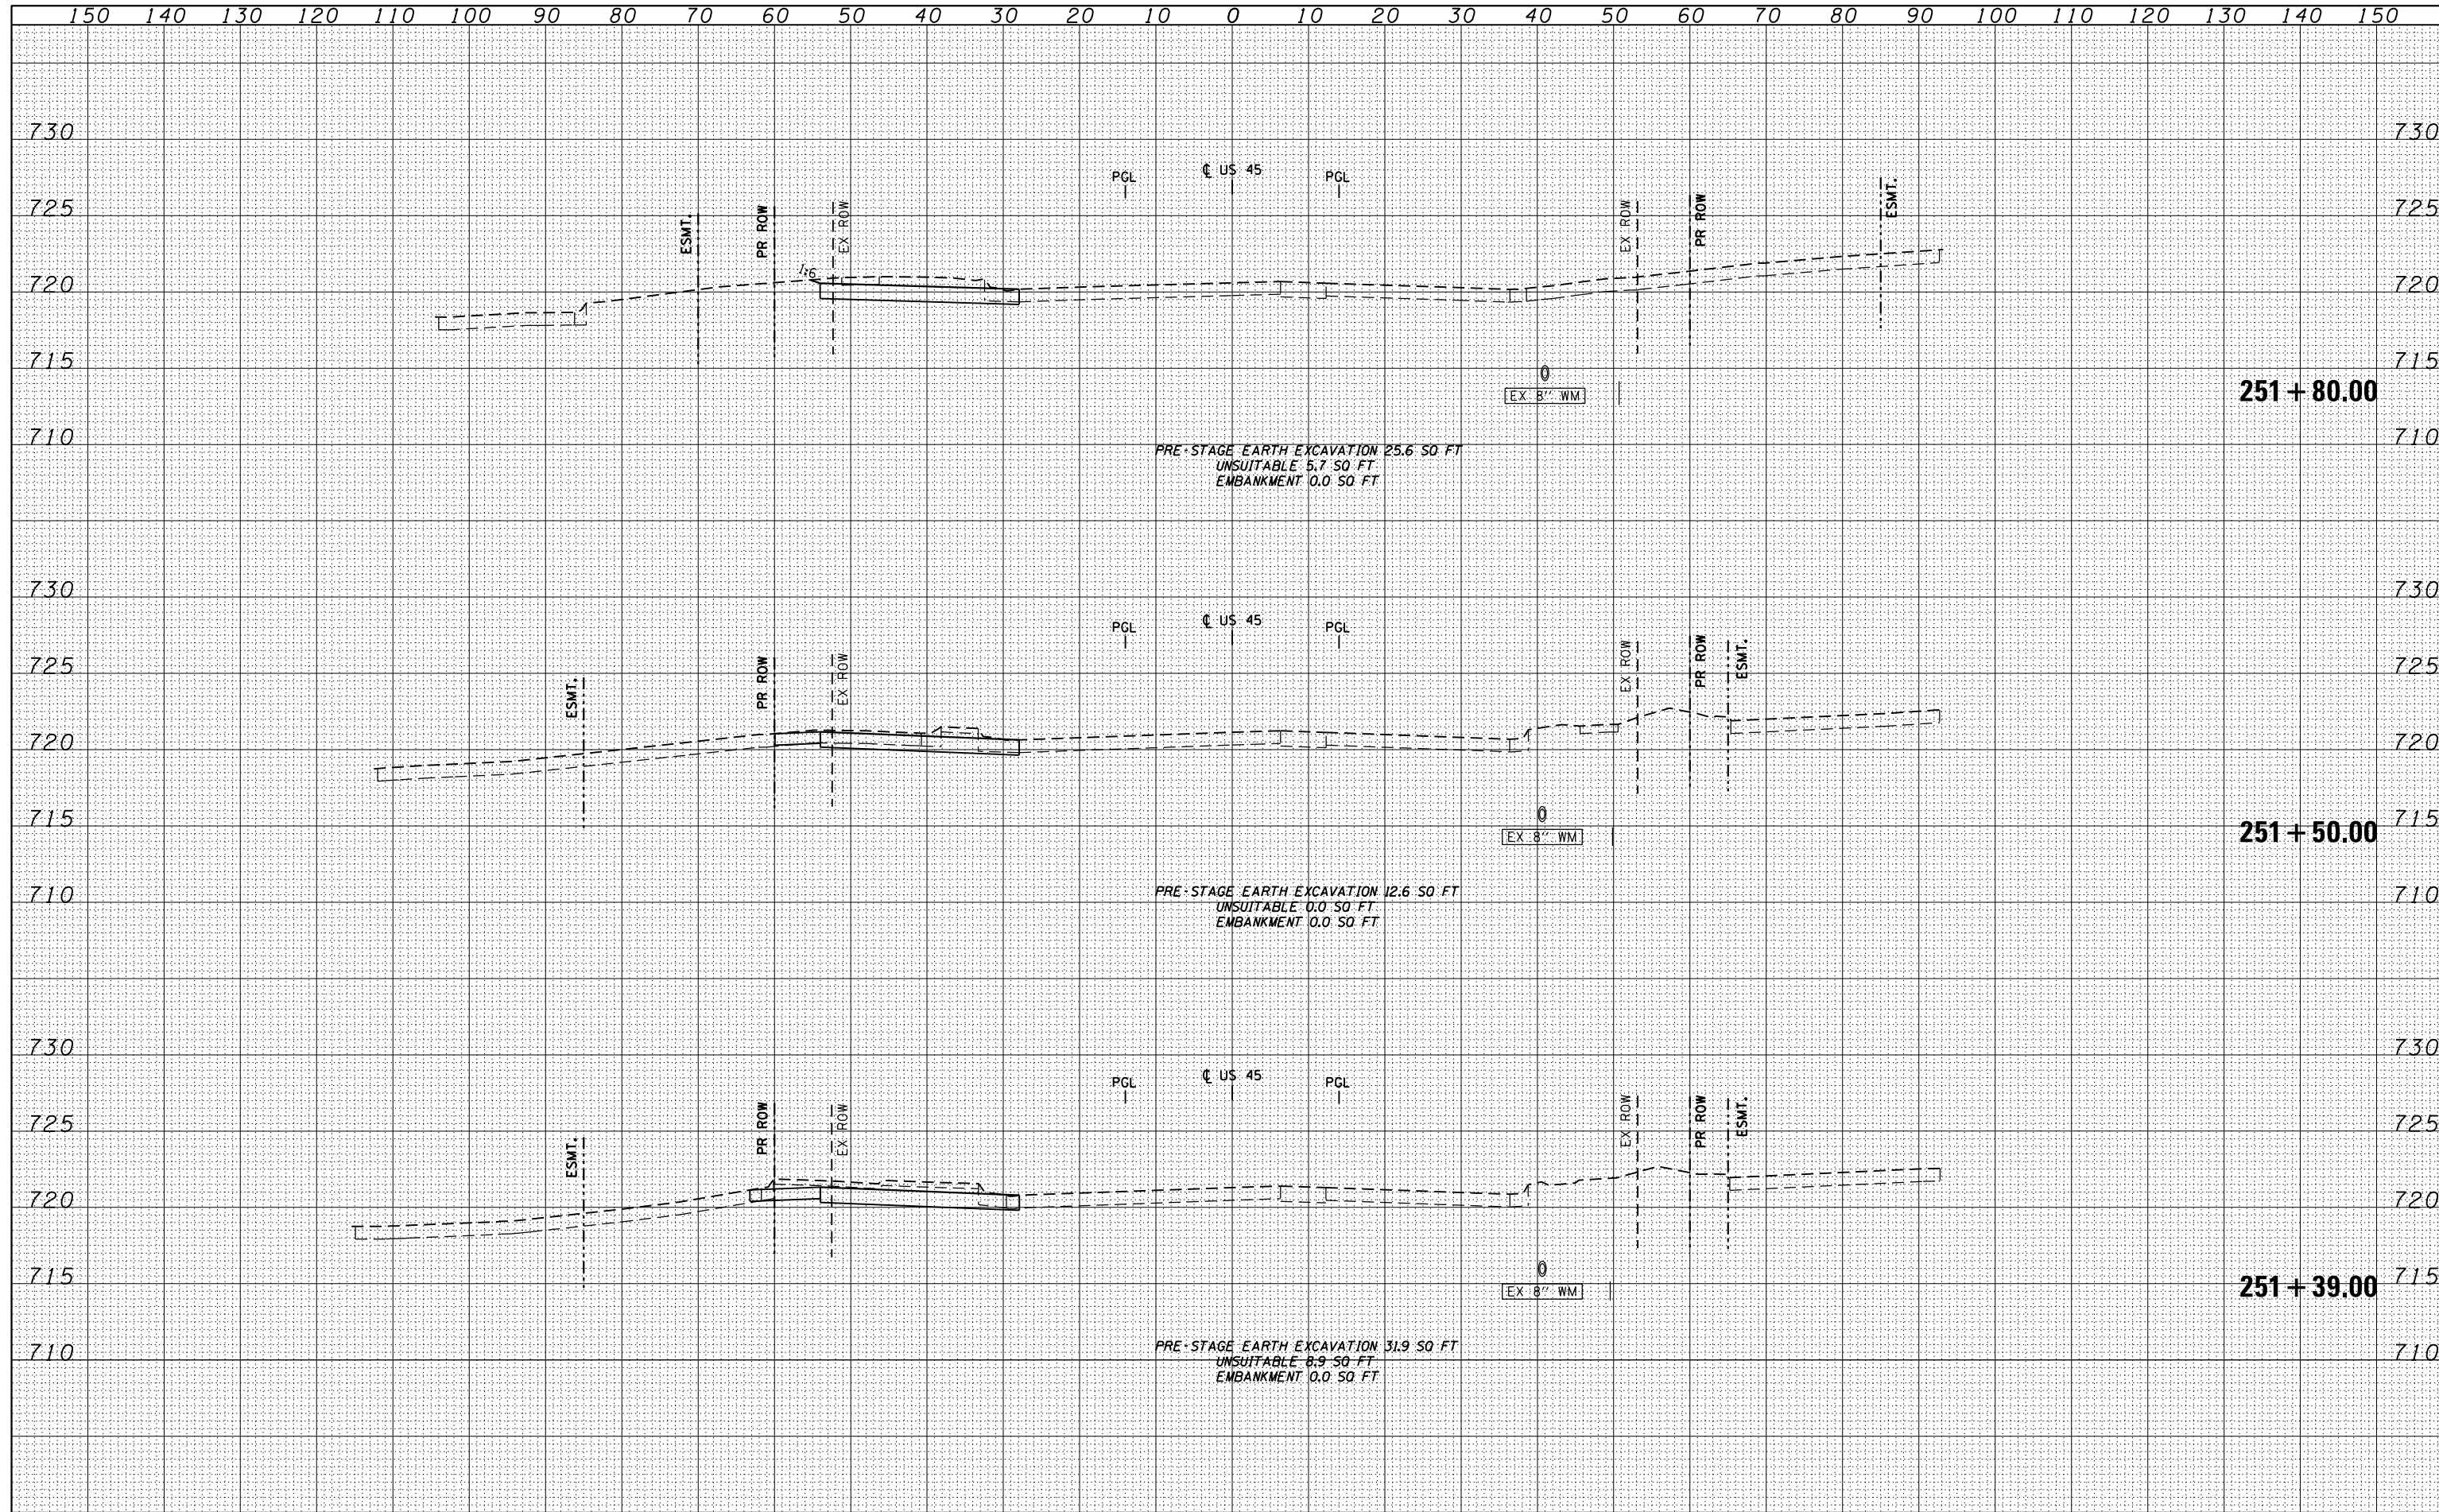 150 140 130 120 110 100 90 80 70 60 50 40 30 20 10 0 10 20 30 40 50 60 70 80 90 100 110 120 130 140 150
730 730
℄ US 45
PGL PGL
725 725
ESMT. PR ROW EX ROW EX ROW PR ROW ESMT.
1:6
720 720
715 715
EX 8'' WM
251 + 80.00
710 710
PRE-STAGE EARTH EXCAVATION 25.6 SQ FT
UNSUITABLE 5.7 SQ FT
EMBANKMENT 0.0 SQ FT
730 730
℄ US 45
PGL PGL
725 725
ESMT. PR ROW EX ROW EX ROW PR ROW ESMT.
720 720
715 715
EX 8'' WM
251 + 50.00
710 710
PRE-STAGE EARTH EXCAVATION 12.6 SQ FT
UNSUITABLE 0.0 SQ FT
EMBANKMENT 0.0 SQ FT
730 730
℄ US 45
PGL PGL
725 725
ESMT. PR ROW EX ROW EX ROW PR ROW ESMT.
720 720
715 715
EX 8'' WM
251 + 39.00
710 710
PRE-STAGE EARTH EXCAVATION 31.9 SQ FT
UNSUITABLE 8.9 SQ FT
EMBANKMENT 0.0 SQ FT